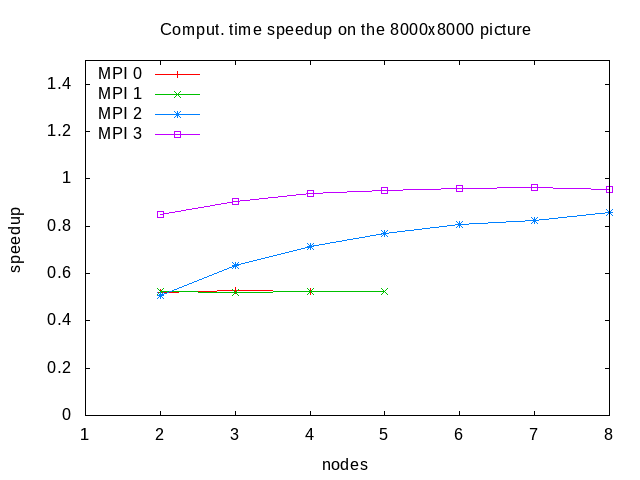 Comput. time speedup on the 8000x8000 picture
1.4
1.2
1
0.8
0.6
0.4
0.2
0
speedup
MPI 0
MPI 1
MPI 2
MPI 3
1 2 3 4 5 6 7 8
nodes